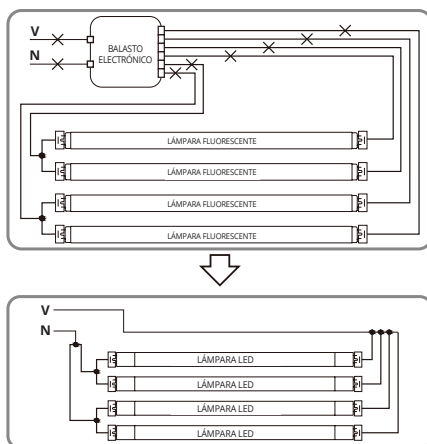 V
N
BALASTO
ELECTRÓNICO
LÁMPARA FLUORESCENTE
LÁMPARA FLUORESCENTE
LÁMPARA FLUORESCENTE
LÁMPARA FLUORESCENTE
V
N
LÁMPARA LED
LÁMPARA LED
LÁMPARA LED
LÁMPARA LED